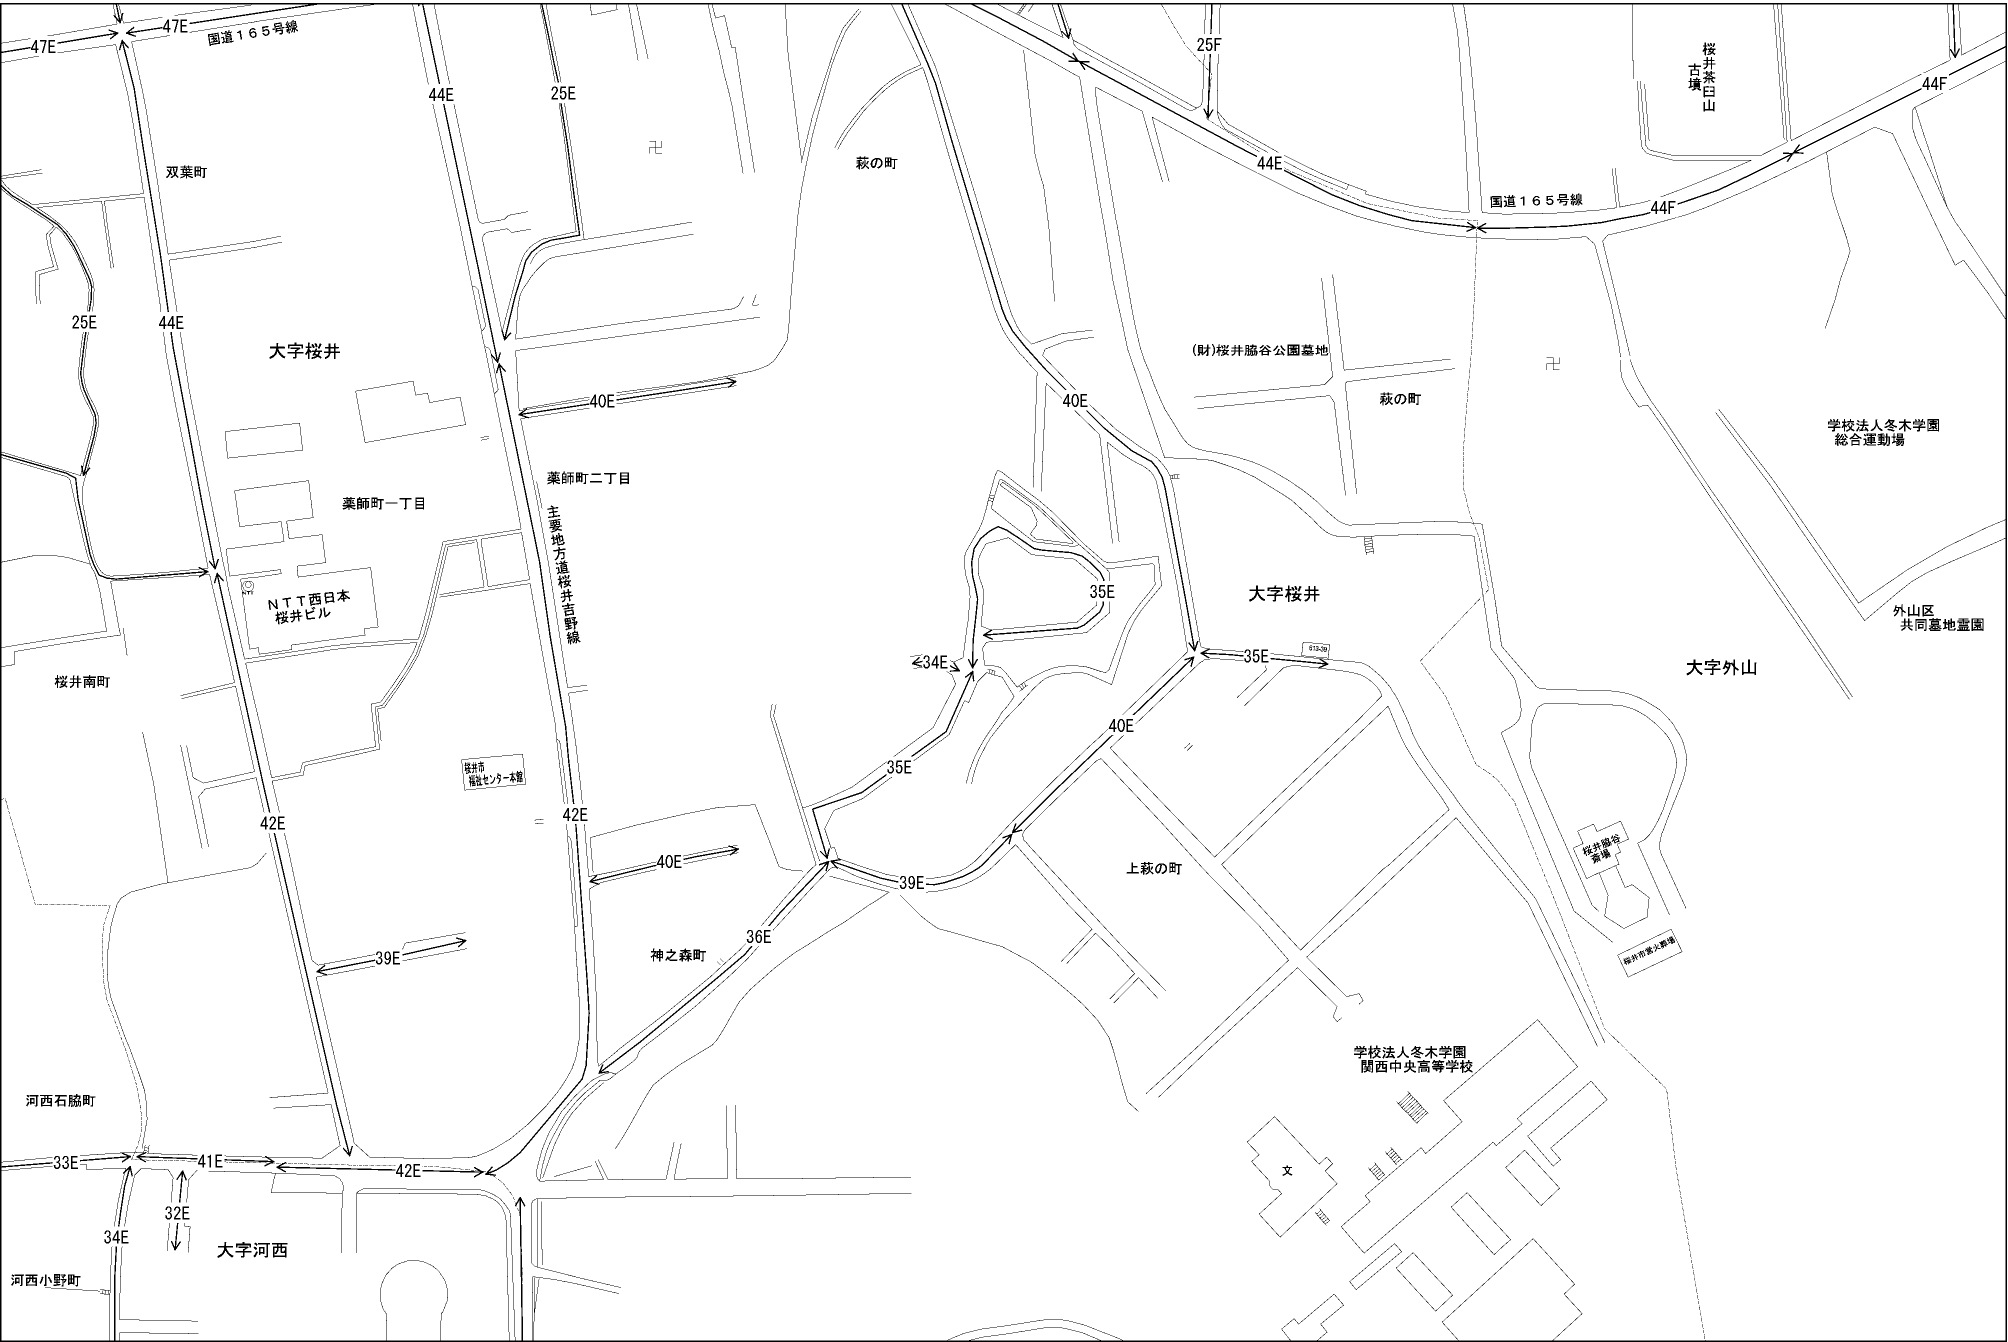 47E
47E
国道165号線
44E
25E
25F
44F
桜井茶臼山
古墳
双葉町
萩の町
44E
国道165号線
44F
25E
44E
大字桜井
(財)桜井脇谷公園墓地
40E
40E
萩の町
学校法人冬木学園
総合運動場
薬師町二丁目
薬師町一丁目
主要地方道桜井吉野線
NTT
NTT西日本
桜井ビル
35E
大字桜井
外山区
共同墓地霊園
613-39
34E
35E
大字外山
桜井南町
40E
桜井市
福祉センター本館
35E
42E
42E
桜井脇谷
斎場
40E
上萩の町
39E
36E
神之森町
39E
桜井市営火葬場
学校法人冬木学園
関西中央高等学校
河西石脇町
33E
41E
42E
文
32E
34E
大字河西
河西小野町